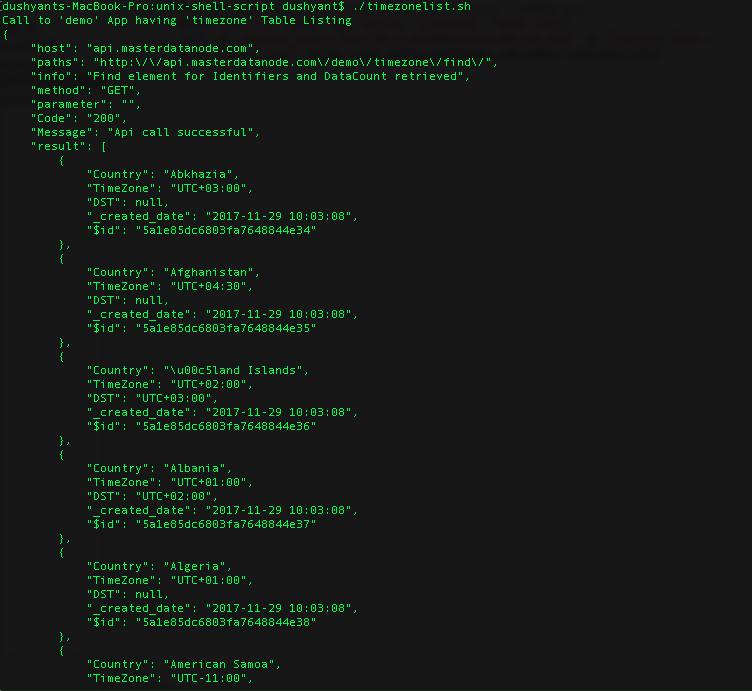 dushyants-MacBook-Pro:unix-shell-script dushyant$ ./timezonelist.sh
Call to 'demo' App having 'timezone' Table Listing
{
    "host": "api.masterdatanode.com",
    "paths": "http:\/\/api.masterdatanode.com\/demo\/timezone\/find\/",
    "info": "Find element for Identifiers and DataCount retrieved",
    "method": "GET",
    "parameter": "",
    "Code": "200",
    "Message": "Api call successful",
    "result": [
        {
            "Country": "Abkhazia",
            "TimeZone": "UTC+03:00",
            "DST": null,
            "_created_date": "2017-11-29 10:03:08",
            "$id": "5a1e85dc6803fa7648844e34"
        },
        {
            "Country": "Afghanistan",
            "TimeZone": "UTC+04:30",
            "DST": null,
            "_created_date": "2017-11-29 10:03:08",
            "$id": "5a1e85dc6803fa7648844e35"
        },
        {
            "Country": "\u00c5land Islands",
            "TimeZone": "UTC+02:00",
            "DST": "UTC+03:00",
            "_created_date": "2017-11-29 10:03:08",
            "$id": "5a1e85dc6803fa7648844e36"
        },
        {
            "Country": "Albania",
            "TimeZone": "UTC+01:00",
            "DST": "UTC+02:00",
            "_created_date": "2017-11-29 10:03:08",
            "$id": "5a1e85dc6803fa7648844e37"
        },
        {
            "Country": "Algeria",
            "TimeZone": "UTC+01:00",
            "DST": null,
            "_created_date": "2017-11-29 10:03:08",
            "$id": "5a1e85dc6803fa7648844e38"
        },
        {
            "Country": "American Samoa",
            "TimeZone": "UTC-11:00",